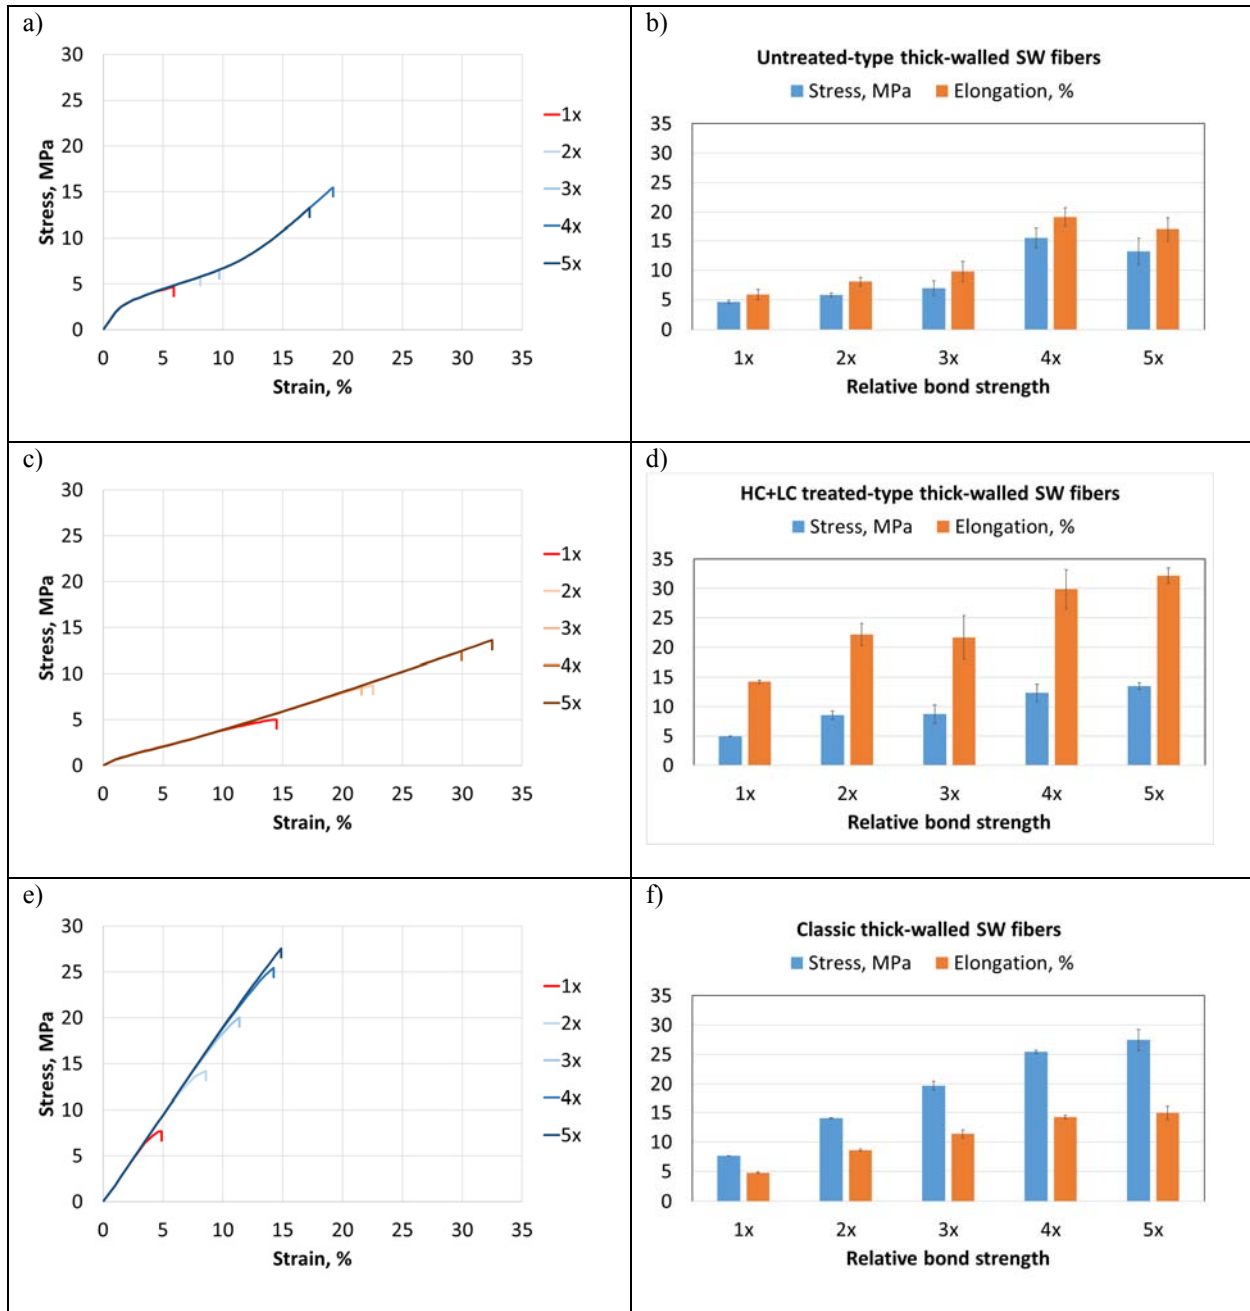 a)
30
25
20
15
10
5
0
Stress, MPa
0 5 10 15 20 25 30 35
Strain, %
1x
2x
3x
4x
5x
b)
Untreated-type thick-walled SW fibers
Stress, MPa Elongation, %
35
30
25
20
15
10
5
0
1x 2x 3x 4x 5x
Relative bond strength
c)
30
25
20
15
10
5
0
Stress, MPa
0 5 10 15 20 25 30 35
Strain, %
1x
2x
3x
4x
5x
d)
HC+LC treated-type thick-walled SW fibers
Stress, MPa Elongation, %
35
30
25
20
15
10
5
0
1x 2x 3x 4x 5x
Relative bond strength
e)
30
25
20
15
10
5
0
Stress, MPa
0 5 10 15 20 25 30 35
Strain, %
1x
2x
3x
4x
5x
f)
Classic thick-walled SW fibers
Stress, MPa Elongation, %
35
30
25
20
15
10
5
0
1x 2x 3x 4x 5x
Relative bond strength